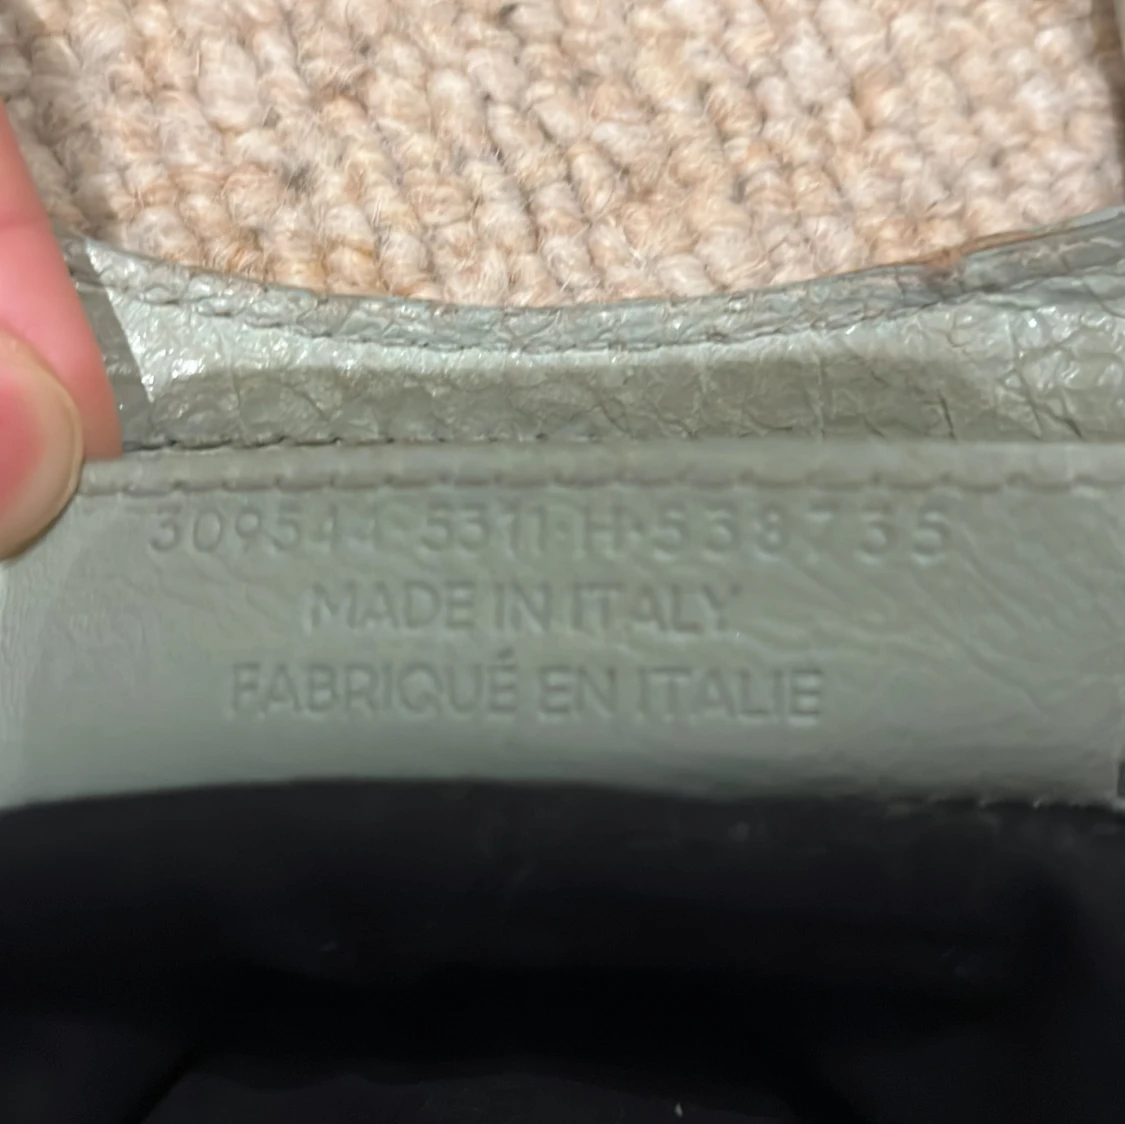 309544·5311·H·538735
MADE IN ITALY
FABRIQUÉ EN ITALIE